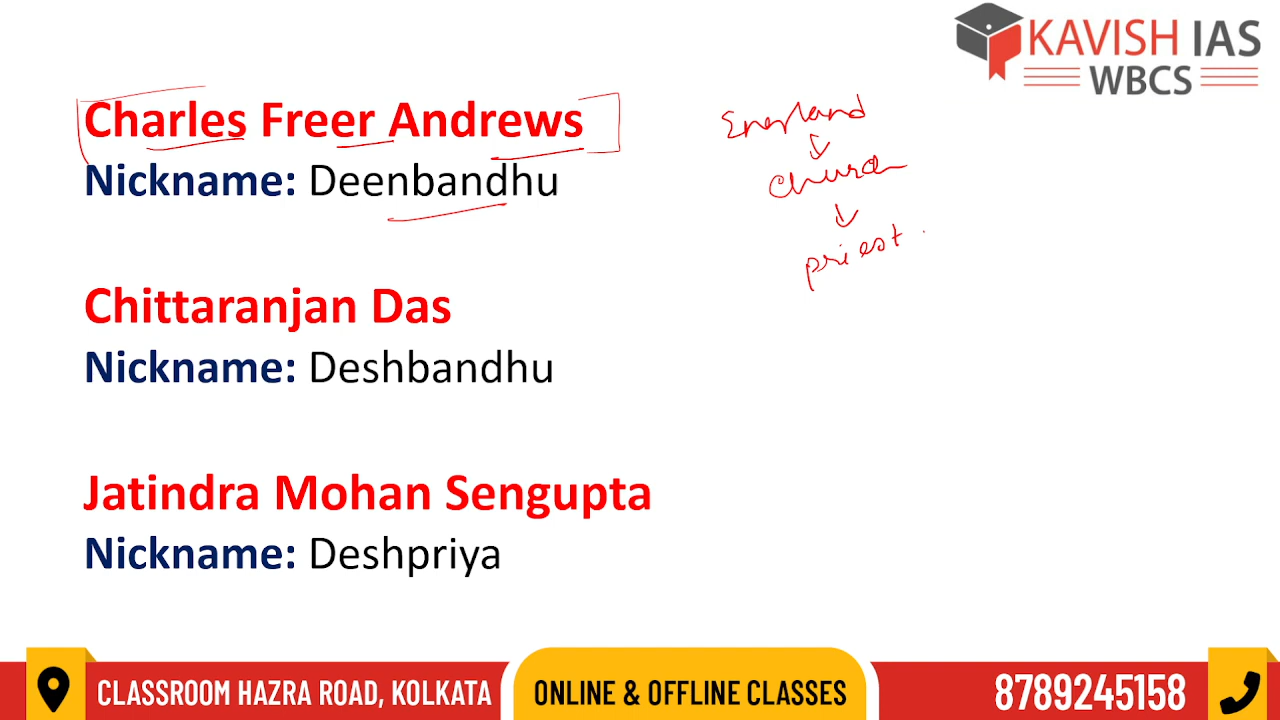 KAVISH IAS
WBCS
Charles Freer Andrews
Nickname: Deenbandhu
England
church
priest
Chittaranjan Das
Nickname: Deshbandhu
Jatindra Mohan Sengupta
Nickname: Deshpriya
CLASSROOM HAZRA ROAD, KOLKATA
ONLINE & OFFLINE CLASSES
8789245158